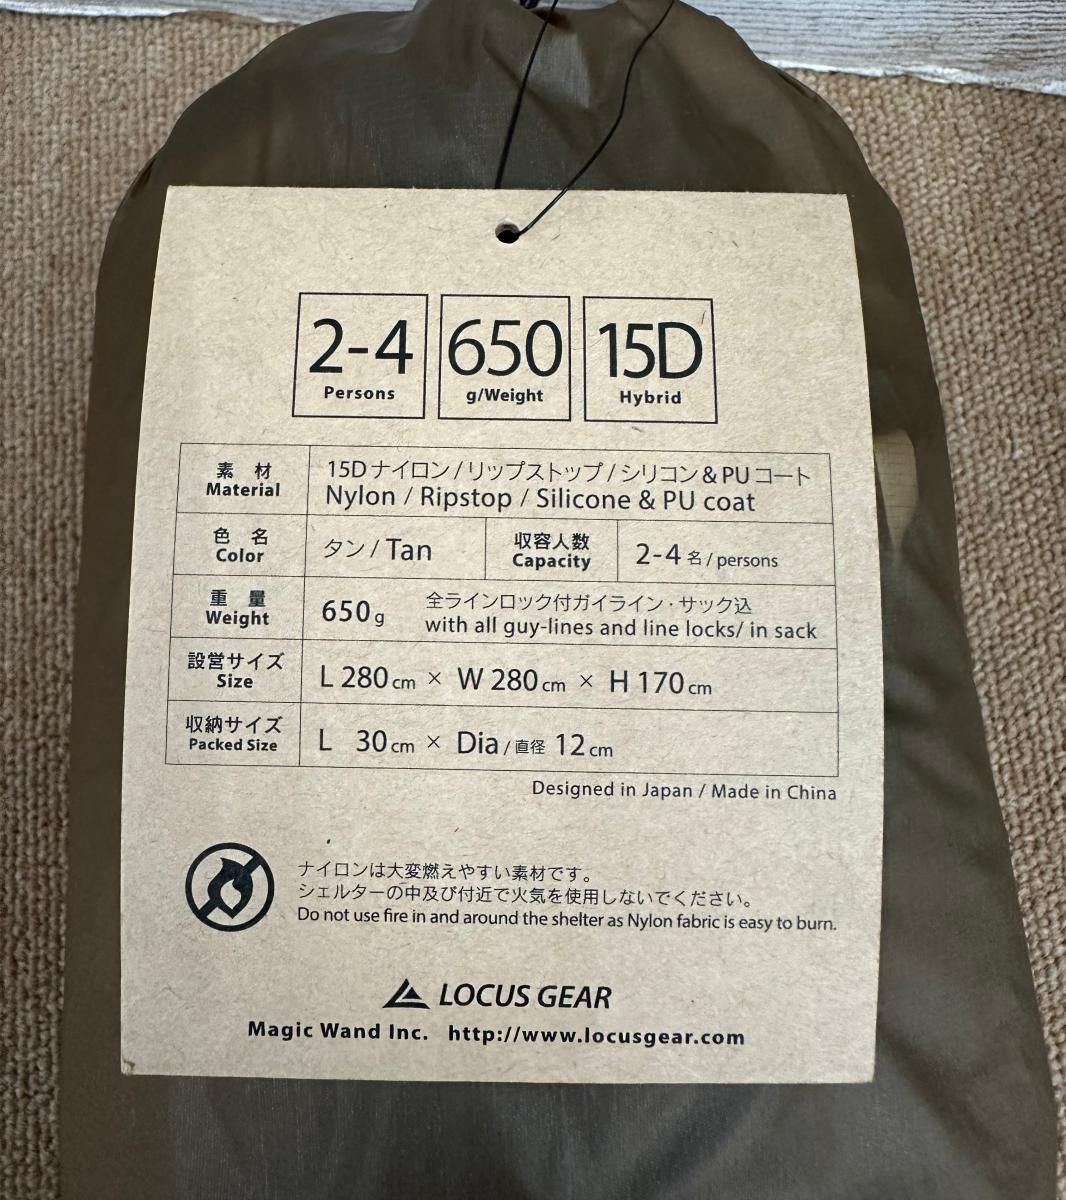 2-4
Persons
650
g/Weight
15D
Hybrid
素 材
Material
15Dナイロン/リップストップ/シリコン&PUコート
Nylon / Ripstop / Silicone & PU coat
色 名
Color
タン/Tan
収容人数
Capacity
2-4名/persons
重 量
Weight
650g
全ラインロック付ガイライン・サック込
with all guy-lines and line locks/ in sack
設営サイズ
Size
L 280cm × W 280cm × H 170cm
収納サイズ
Packed Size
L 30cm × Dia/直径 12cm
Designed in Japan / Made in China
ナイロンは大変燃えやすい素材です。
シェルターの中及び付近で火気を使用しないでください。
Do not use fire in and around the shelter as Nylon fabric is easy to burn.
LOCUS GEAR
Magic Wand Inc. http://www.locusgear.com